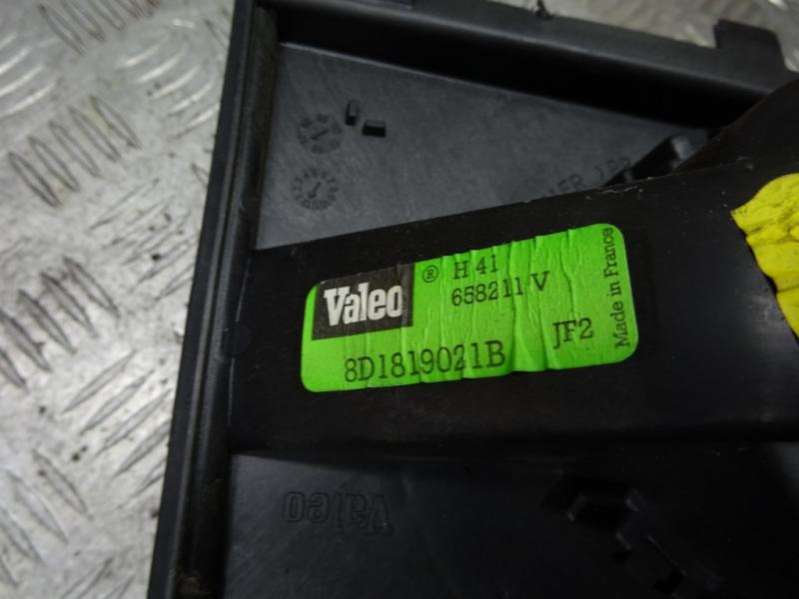 Valeo ® H 41
658211 V
8D1819021B JF2
Made in France
Valeo